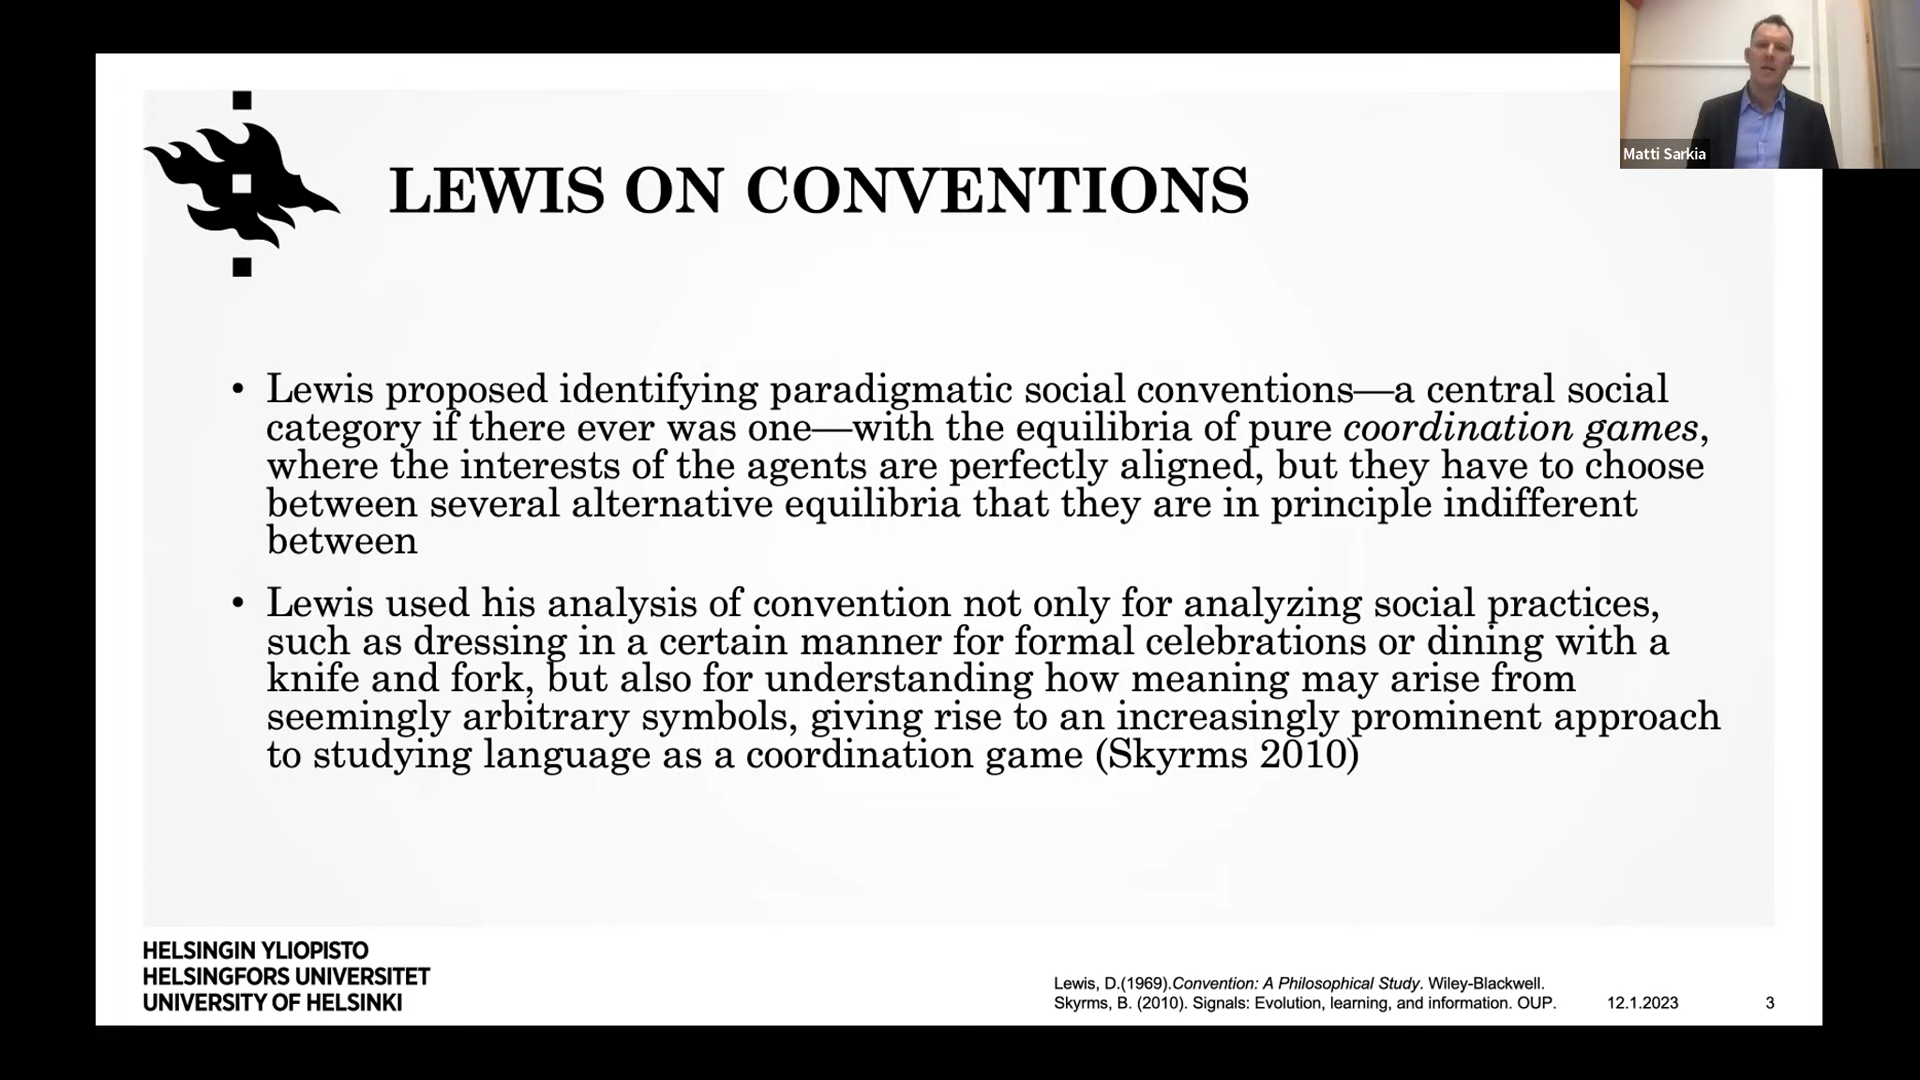 Matti Sarkia
LEWIS ON CONVENTIONS
• Lewis proposed identifying paradigmatic social conventions—a central social
category if there ever was one—with the equilibria of pure coordination games,
where the interests of the agents are perfectly aligned, but they have to choose
between several alternative equilibria that they are in principle indifferent
between
• Lewis used his analysis of convention not only for analyzing social practices,
such as dressing in a certain manner for formal celebrations or dining with a
knife and fork, but also for understanding how meaning may arise from
seemingly arbitrary symbols, giving rise to an increasingly prominent approach
to studying language as a coordination game (Skyrms 2010)
HELSINGIN YLIOPISTO
HELSINGFORS UNIVERSITET
UNIVERSITY OF HELSINKI
Lewis, D.(1969).Convention: A Philosophical Study. Wiley-Blackwell.
Skyrms, B. (2010). Signals: Evolution, learning, and information. OUP.
12.1.2023
3